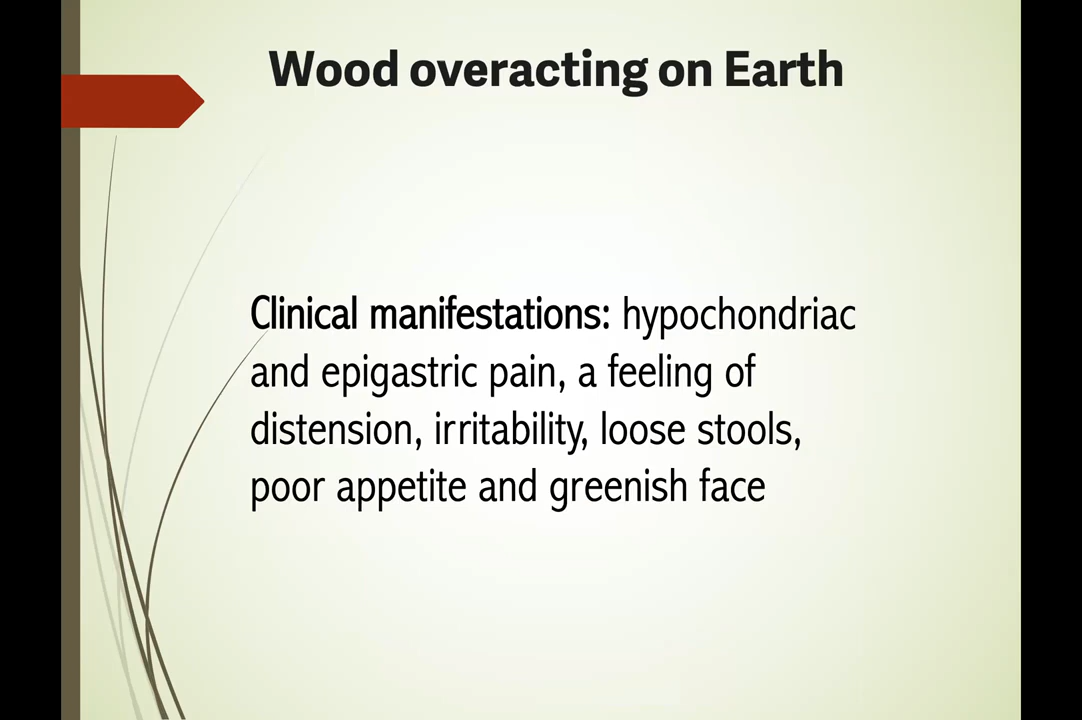 Wood overacting on Earth
Clinical manifestations: hypochondriac
and epigastric pain, a feeling of
distension, irritability, loose stools,
poor appetite and greenish face